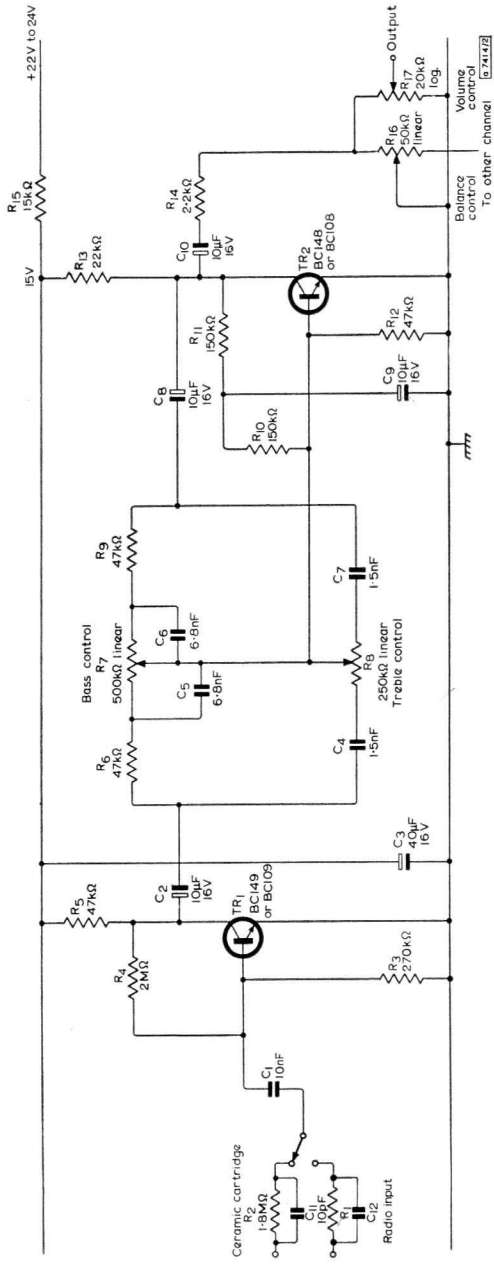 +22V to 24V
R15
15kΩ
15V
R13
22kΩ
R5
47kΩ
R4
2MΩ
C2
10µF
16V
TR1
BC149
or BC109
R3
270kΩ
C1
10nF
Ceramic cartridge
R2
1·8MΩ
C11
10pF
R1
C12
Radio input
C3
40µF
16V
R6
47kΩ
Bass control
R7
500kΩ linear
R9
47kΩ
C5
6·8nF
C6
6·8nF
C4
1·5nF
R8
250kΩ linear
Treble control
C7
1·5nF
C8
10µF
16V
R10
150kΩ
R11
150kΩ
C9
10µF
16V
TR2
BC148
or BC108
R12
47kΩ
C10
10µF
16V
R14
2·2kΩ
Output
R17
20kΩ
log.
Volume
control
R16
50kΩ
linear
Balance
control
To other channel
a 7414/2